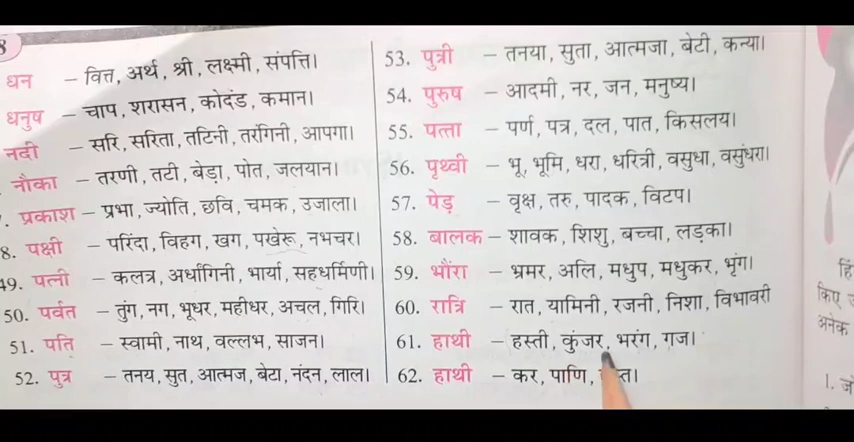 8
धन – वित्त, अर्थ, श्री, लक्ष्मी, संपत्ति।
धनुष – चाप, शरासन, कोदंड, कमान।
नदी – सरि, सरिता, तटिनी, तरंगिनी, आपगा।
नौका – तरणी, तटी, बेड़ा, पोत, जलयान।
. प्रकाश – प्रभा, ज्योति, छवि, चमक, उजाला।
8. पक्षी – परिंदा, विहग, खग, पखेरू, नभचर।
49. पत्नी – कलत्र, अर्धांगिनी, भार्या, सहधर्मिणी।
50. पर्वत – तुंग, नग, भूधर, महीधर, अचल, गिरि।
51. पति – स्वामी, नाथ, वल्लभ, साजन।
52. पुत्र – तनय, सुत, आत्मज, बेटा, नंदन, लाल।
53. पुत्री – तनया, सुता, आत्मजा, बेटी, कन्या।
54. पुरुष – आदमी, नर, जन, मनुष्य।
55. पत्ता – पर्ण, पत्र, दल, पात, किसलय।
56. पृथ्वी – भू, भूमि, धरा, धरित्री, वसुधा, वसुंधरा।
57. पेड़ – वृक्ष, तरु, पादक, विटप।
58. बालक – शावक, शिशु, बच्चा, लड़का।
59. भौंरा – भ्रमर, अलि, मधुप, मधुकर, भृंग।
60. रात्रि – रात, यामिनी, रजनी, निशा, विभावरी
61. हाथी – हस्ती, कुंजर, भरंग, गज।
62. हाथी – कर, पाणि,
हिं
किए
अनेक
1. जो